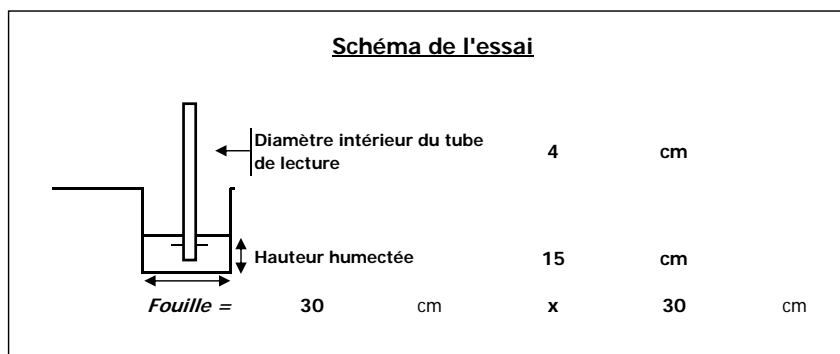 Schéma de l'essai
Diamètre intérieur du tube
de lecture
4 cm
Hauteur humectée 15 cm
Fouille = 30 cm x 30 cm